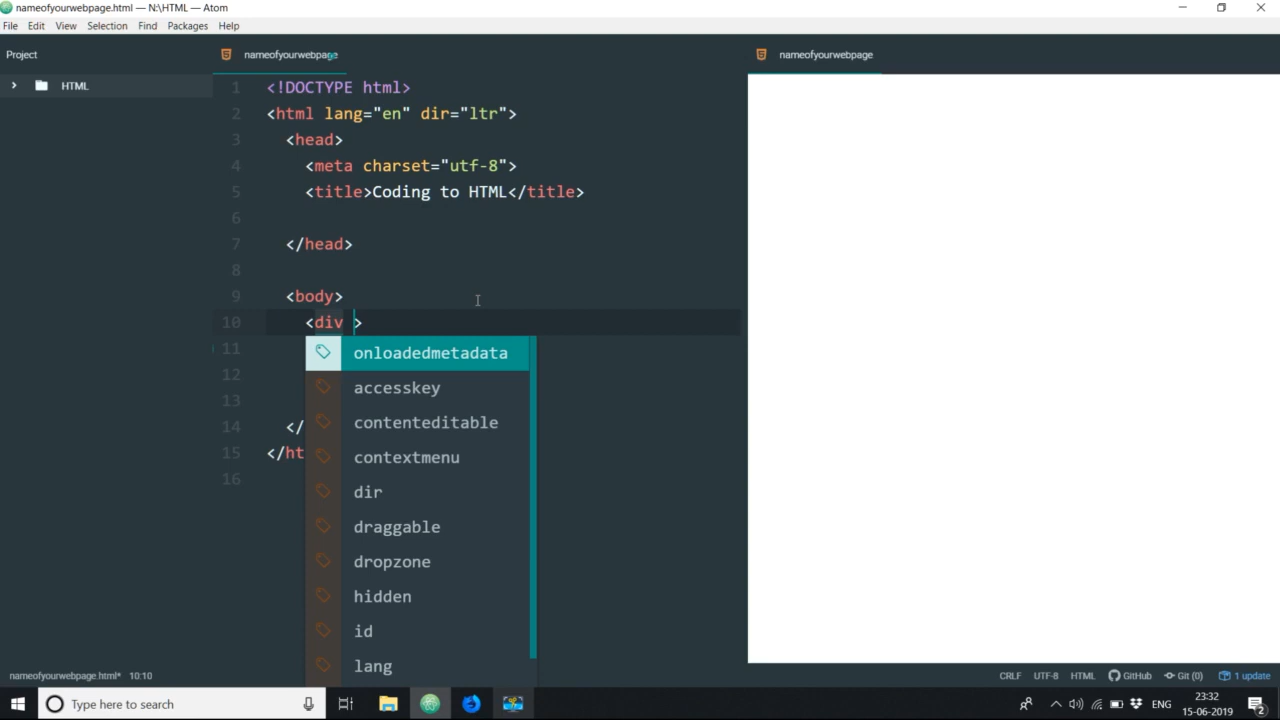 nameofyourwebpage.html — N:\HTML — Atom
File Edit View Selection Find Packages Help
Project
nameofyourwebpage
nameofyourwebpage
HTML
1 <!DOCTYPE html>
2 <html lang="en" dir="ltr">
3 <head>
4 <meta charset="utf-8">
5 <title>Coding to HTML</title>
6
7 </head>
8
9 <body>
10 <div >
11 onloadedmetadata
12 accesskey
13 contenteditable
14 </
15 </ht contextmenu
16 dir
draggable
dropzone
hidden
id
lang
nameofyourwebpage.html* 10:10
CRLF UTF-8 HTML GitHub Git (0) 1 update
Type here to search
ENG
23:32
15-06-2019
2